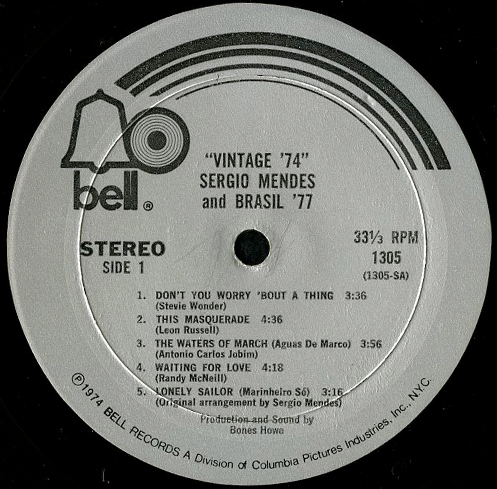 bell®
"VINTAGE '74"
SERGIO MENDES
and BRASIL '77
STEREO
SIDE 1
33⅓ RPM
1305
(1305-SA)
1. DON'T YOU WORRY 'BOUT A THING 3:36
(Stevie Wonder)
2. THIS MASQUERADE 4:36
(Leon Russell)
3. THE WATERS OF MARCH (Aguas De Marco) 3:56
(Antonio Carlos Jobim)
4. WAITING FOR LOVE 4:18
(Randy McNeill)
5. LONELY SAILOR (Marinheiro Só) 3:16
(Original arrangement by Sergio Mendes)
Production and Sound by
Bones Howe
℗1974 BELL RECORDS A Division of Columbia Pictures Industries, Inc., N.Y.C.